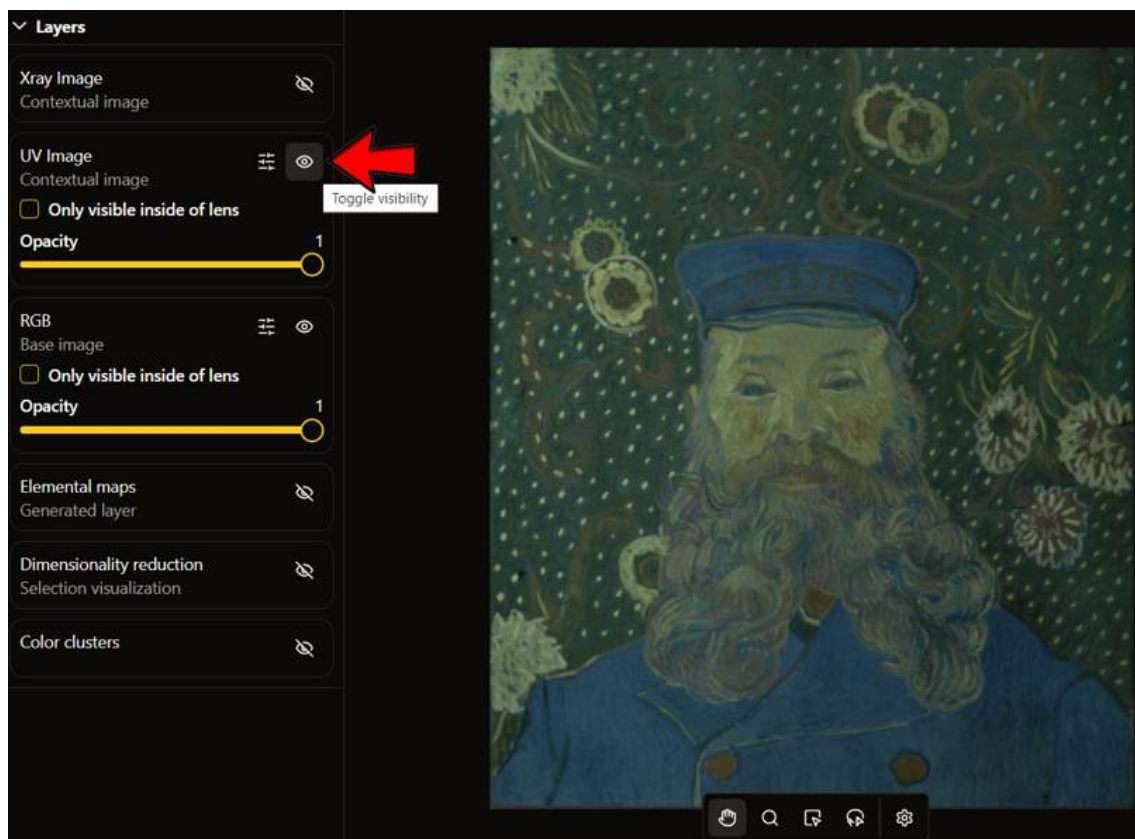 Layers
Xray Image
Contextual image
UV Image
Contextual image
Toggle visibility
Only visible inside of lens
Opacity 1
RGB
Base image
Only visible inside of lens
Opacity 1
Elemental maps
Generated layer
Dimensionality reduction
Selection visualization
Color clusters